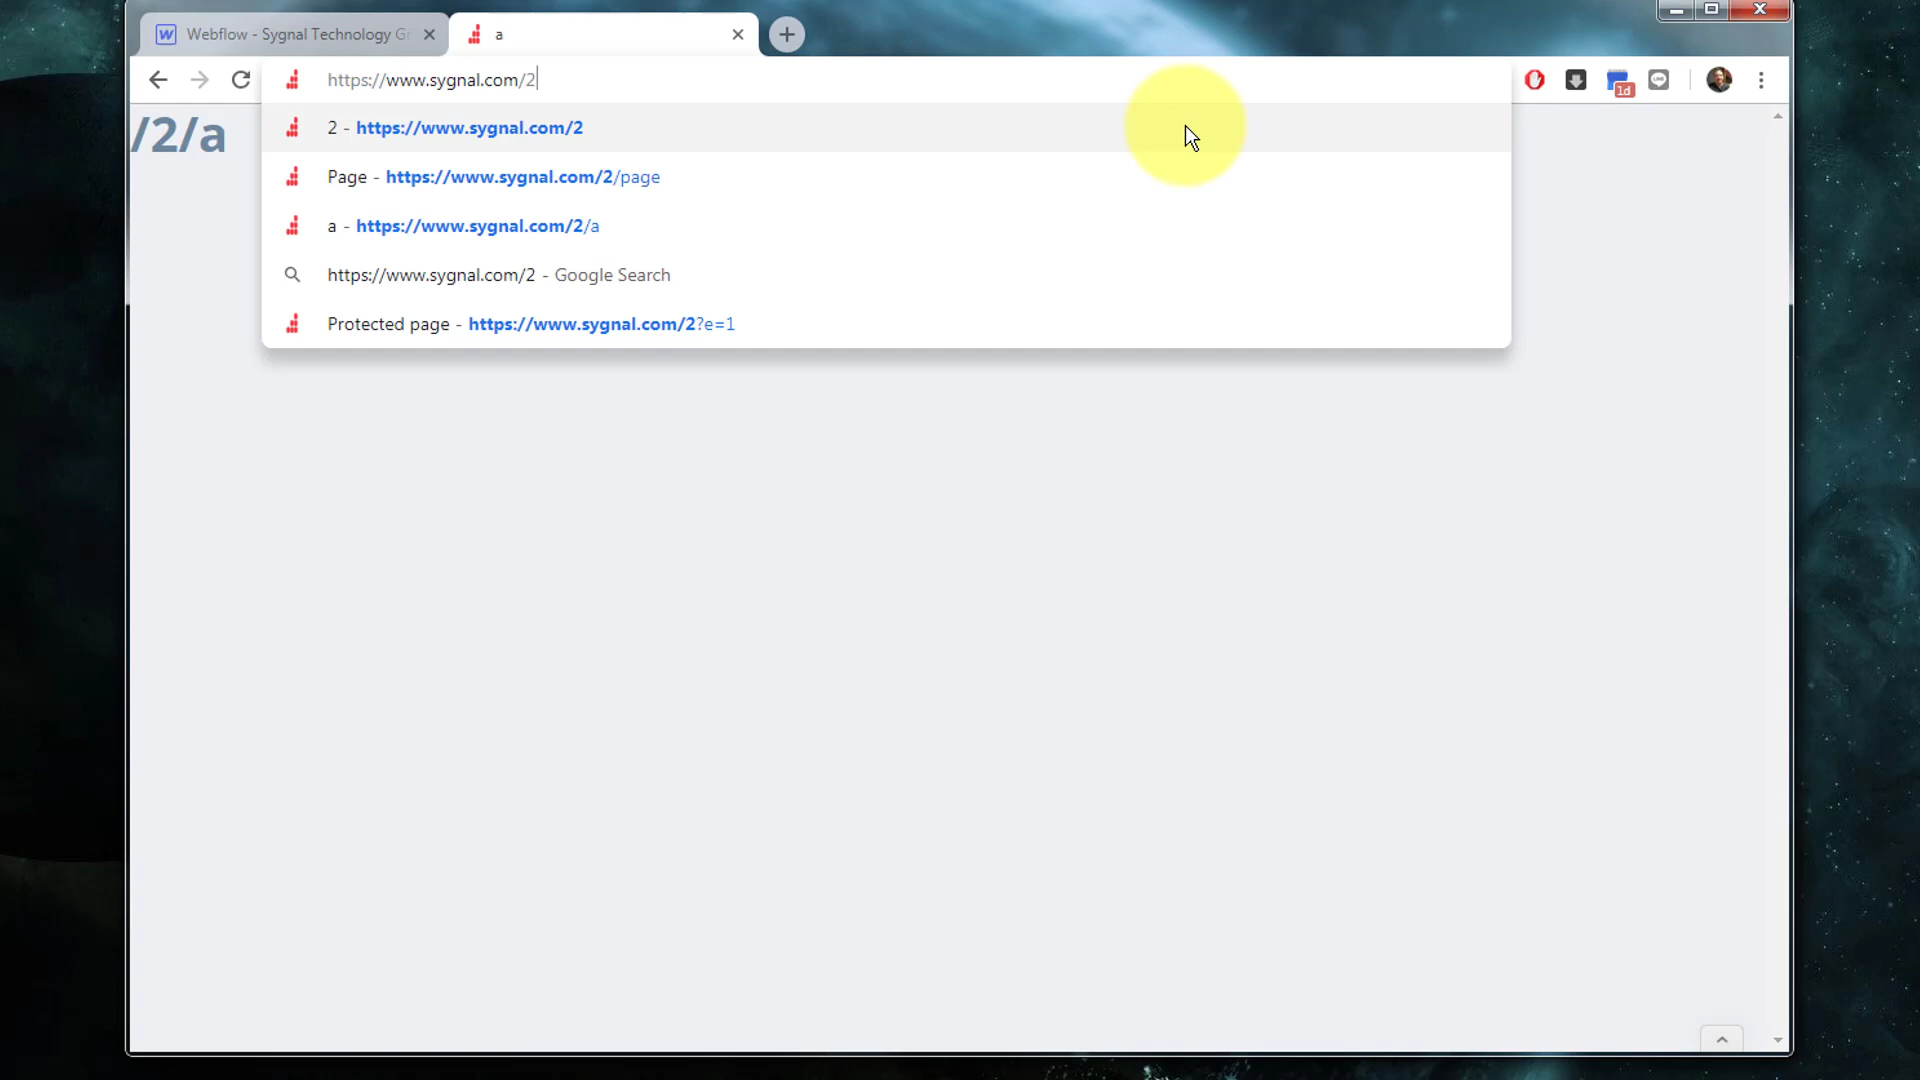 Webflow - Sygnal Technology Gr
a
https://www.sygnal.com/2
1d
/2/a
2 - https://www.sygnal.com/2
Page - https://www.sygnal.com/2/page
a - https://www.sygnal.com/2/a
https://www.sygnal.com/2 - Google Search
Protected page - https://www.sygnal.com/2?e=1